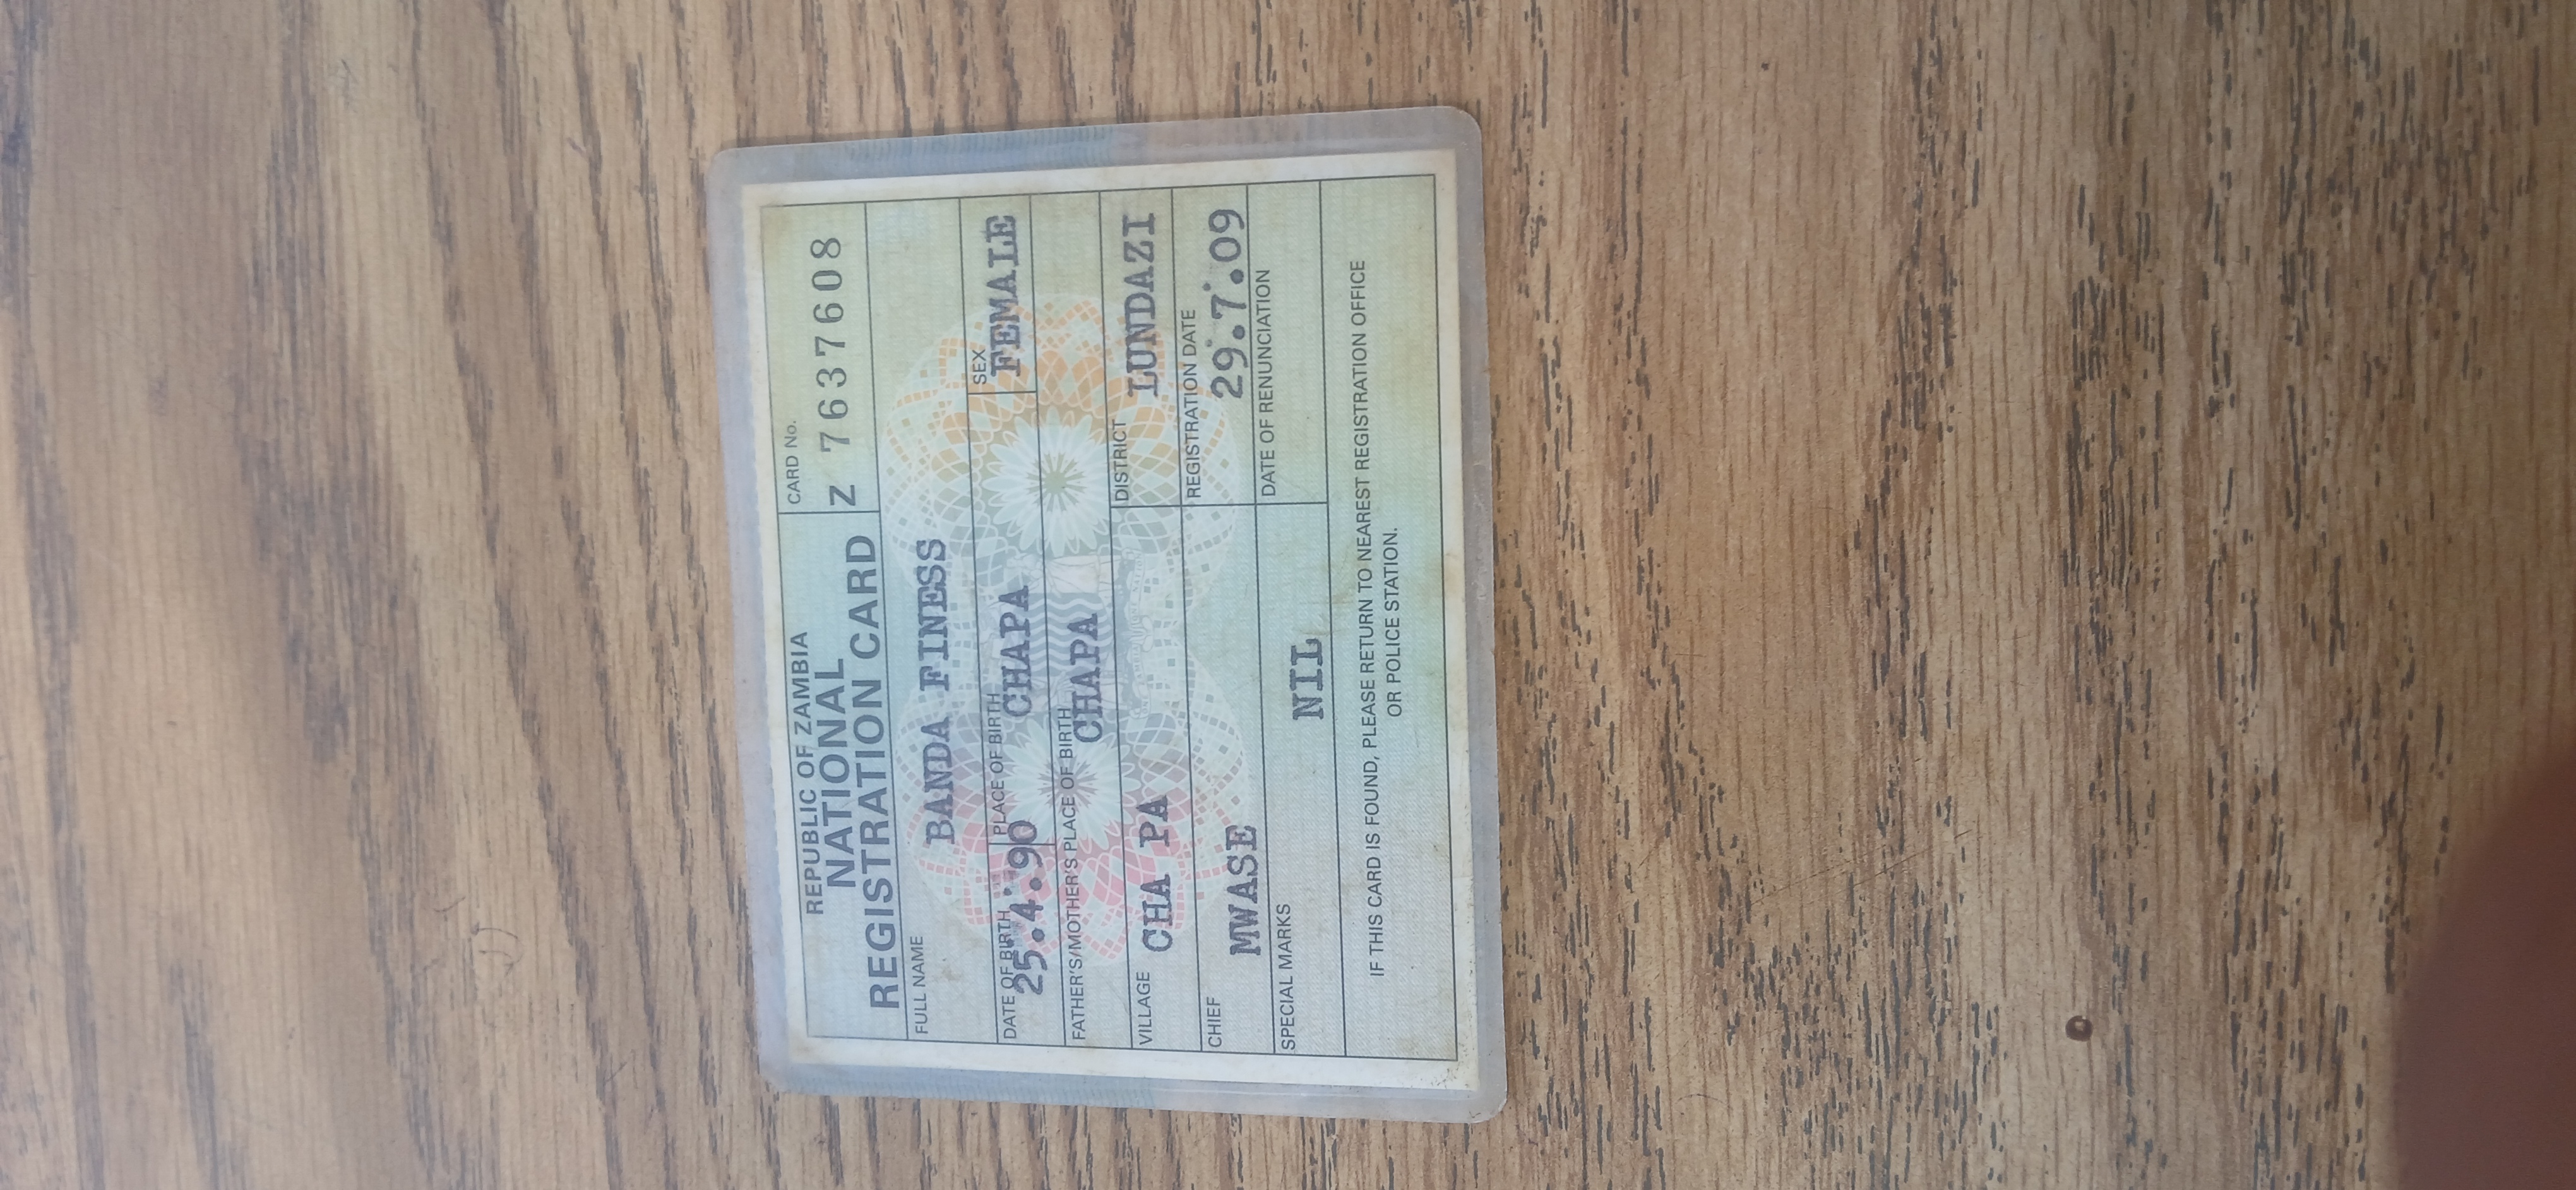 REPUBLIC OF ZAMBIA
NATIONAL
REGISTRATION CARD
CARD No.
Z 7637608
FULL NAME
BANDA FINESS
DATE OF BIRTH
25.4.90
PLACE OF BIRTH
CHAPA
SEX
FEMALE
FATHER'S/MOTHER'S PLACE OF BIRTH
CHAPA
VILLAGE
CHA PA
DISTRICT
LUNDAZI
CHIEF
MWASE
REGISTRATION DATE
29.7.09
SPECIAL MARKS
NIL
DATE OF RENUNCIATION
IF THIS CARD IS FOUND, PLEASE RETURN TO NEAREST REGISTRATION OFFICE
OR POLICE STATION.